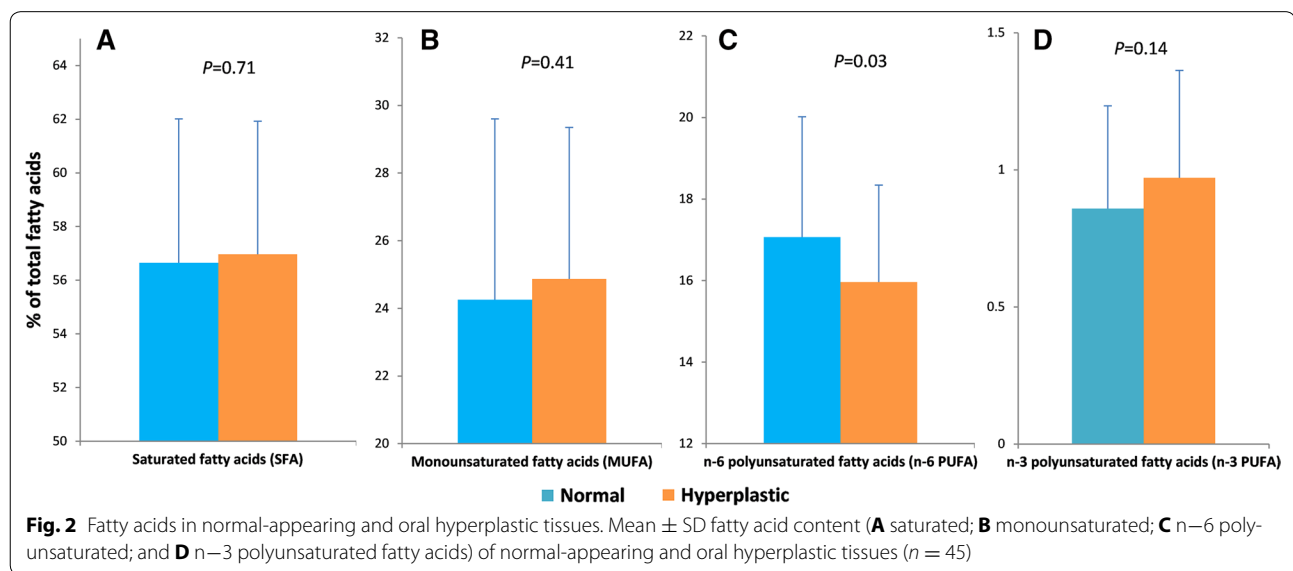 A
B
C
D
P=0.71
P=0.41
P=0.03
P=0.14
% of total fatty acids
64
62
60
58
56
54
52
50
32
30
28
26
24
22
20
22
20
18
16
14
12
1.5
1
0.5
0
Saturated fatty acids (SFA)
Monounsaturated fatty acids (MUFA)
n-6 polyunsaturated fatty acids (n-6 PUFA)
n-3 polyunsaturated fatty acids (n-3 PUFA)
Normal
Hyperplastic
Fig. 2 Fatty acids in normal-appearing and oral hyperplastic tissues. Mean ± SD fatty acid content (A saturated; B monounsaturated; C n−6 poly-
unsaturated; and D n−3 polyunsaturated fatty acids) of normal-appearing and oral hyperplastic tissues (n = 45)